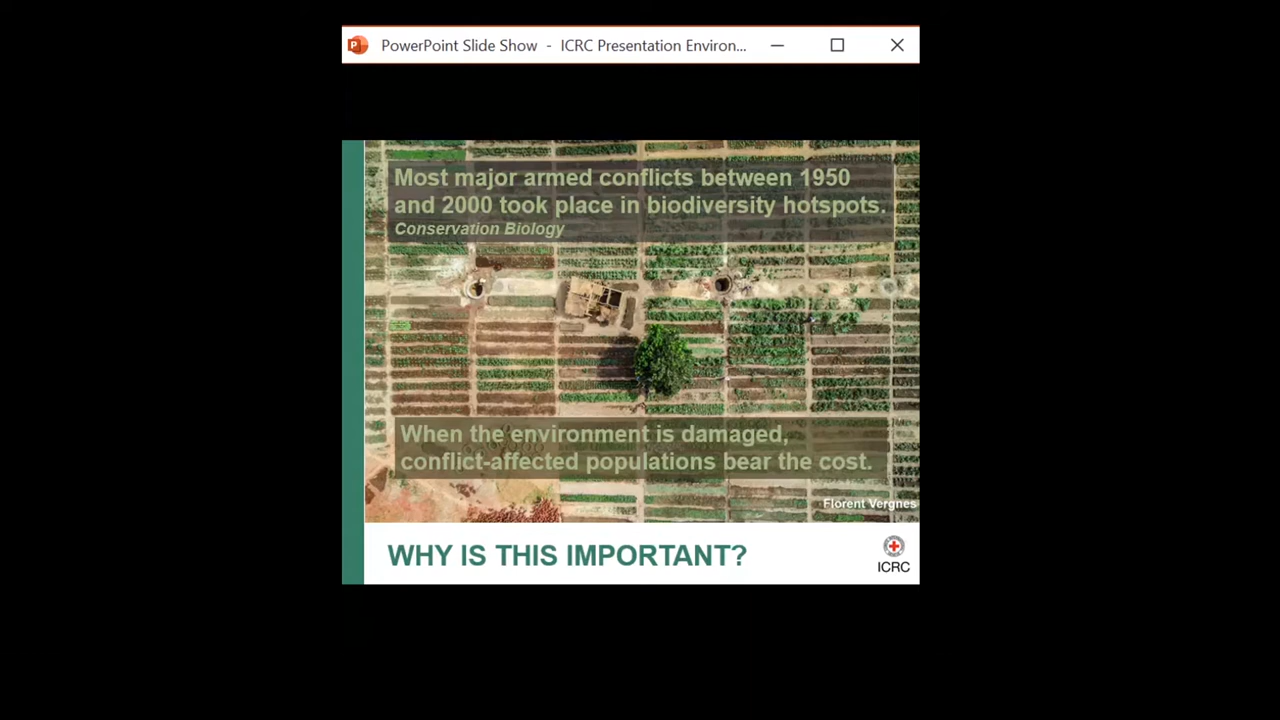 PowerPoint Slide Show - ICRC Presentation Environ...
Most major armed conflicts between 1950
and 2000 took place in biodiversity hotspots.
Conservation Biology
When the environment is damaged,
conflict-affected populations bear the cost.
Florent Vergnes
WHY IS THIS IMPORTANT?
ICRC